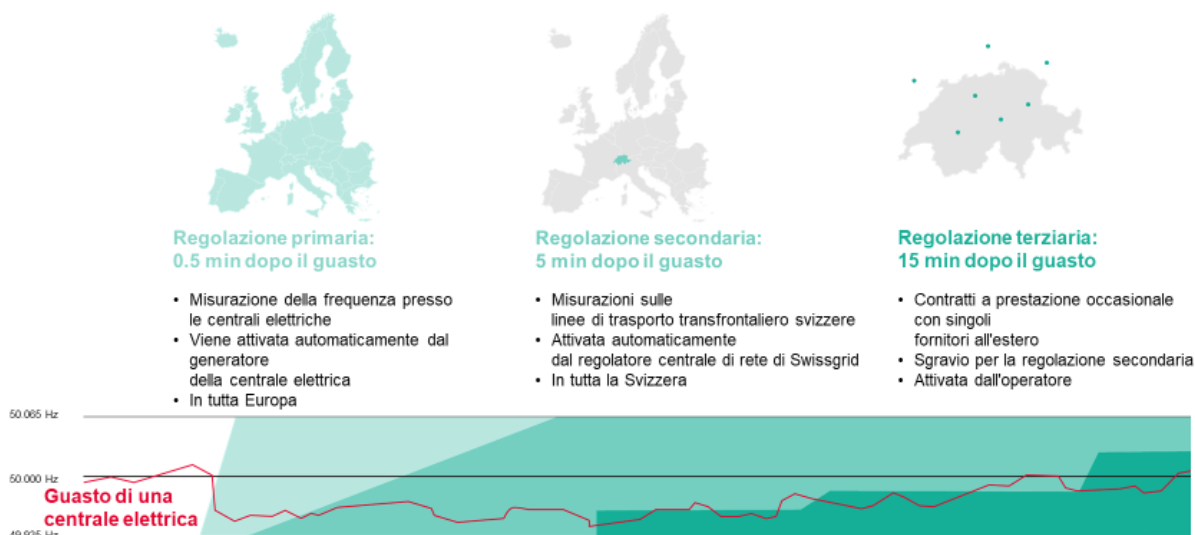 Regolazione primaria:
0.5 min dopo il guasto
• Misurazione della frequenza presso
le centrali elettriche
• Viene attivata automaticamente dal
generatore
della centrale elettrica
• In tutta Europa
Regolazione secondaria:
5 min dopo il guasto
• Misurazioni sulle
linee di trasporto transfrontaliero svizzere
• Attivata automaticamente
dal regolatore centrale di rete di Swissgrid
• In tutta la Svizzera
Regolazione terziaria:
15 min dopo il guasto
• Contratti a prestazione occasionale
con singoli
fornitori all'estero
• Sgravio per la regolazione secondaria
• Attivata dall'operatore
50.065 Hz
50.000 Hz
Guasto di una
centrale elettrica